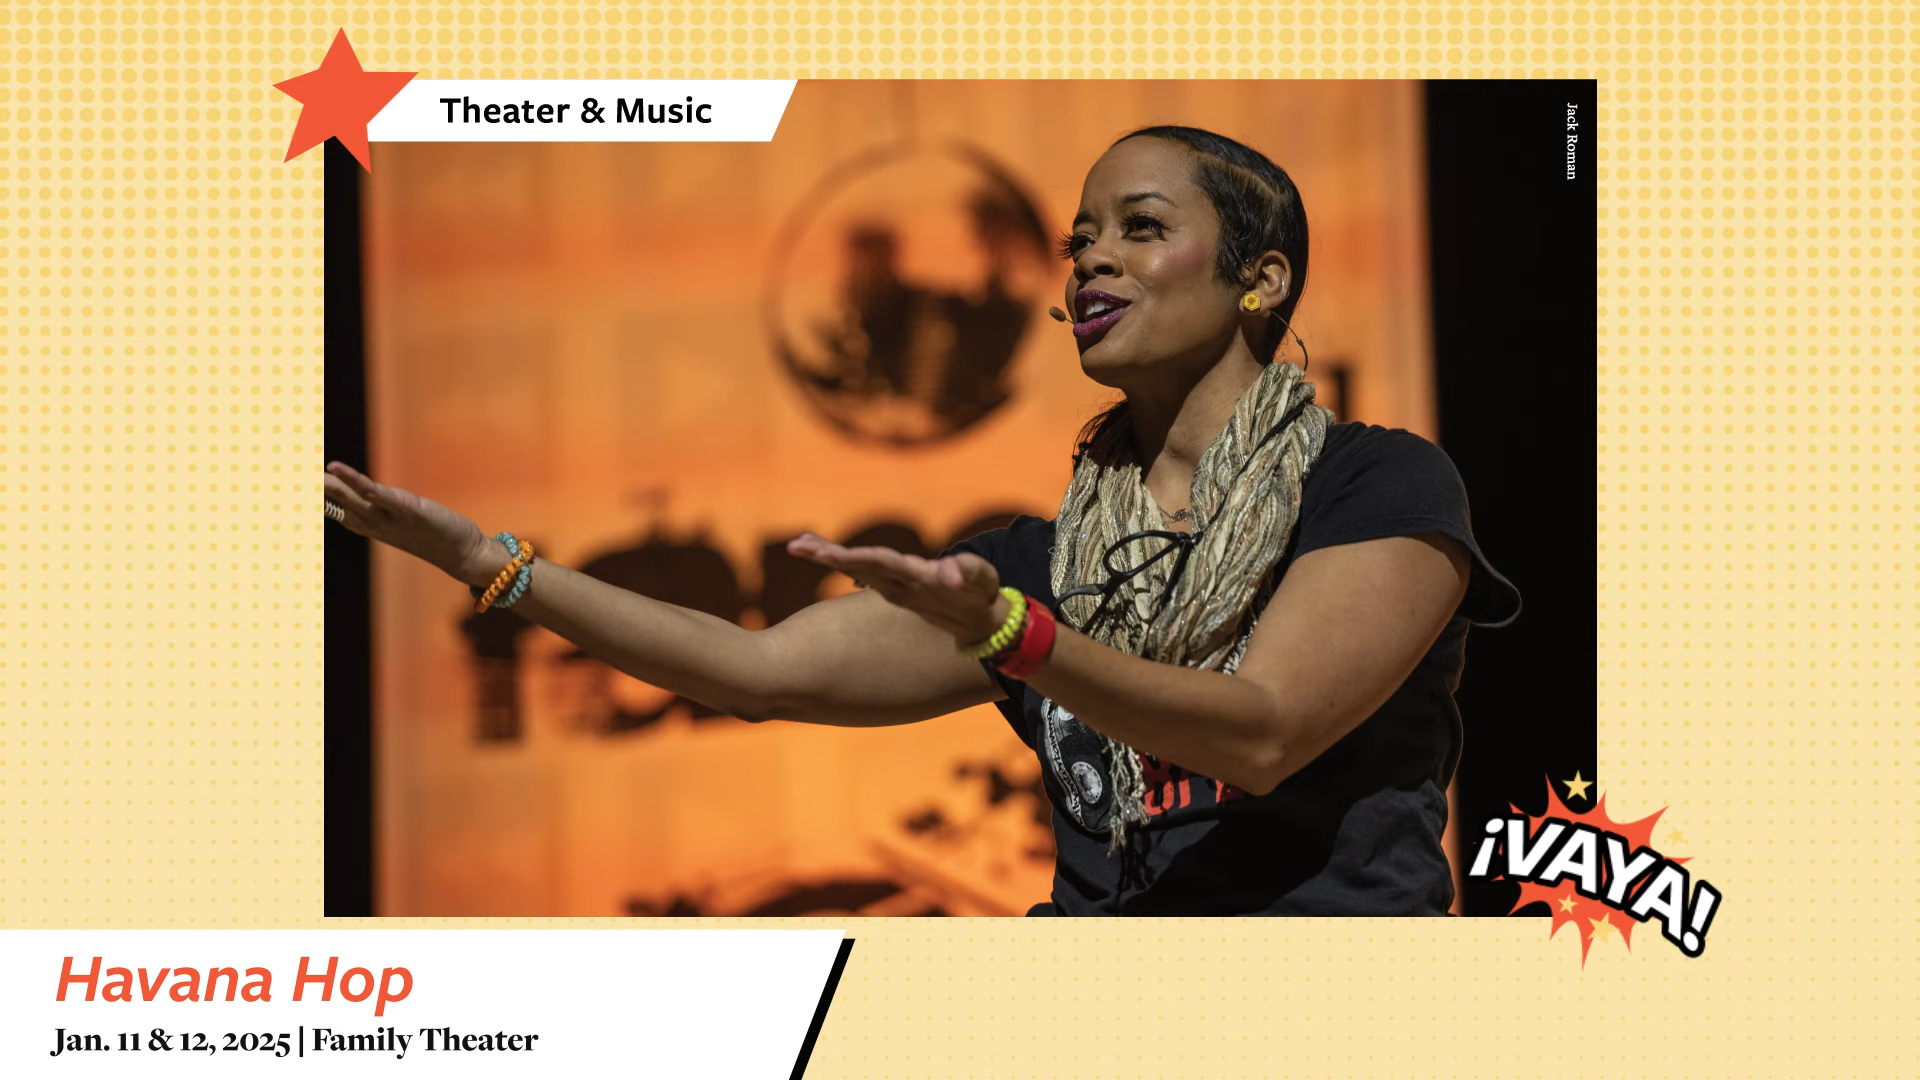 Theater & Music
Jack Roman
¡VAYA!
Havana Hop
Jan. 11 & 12, 2025 | Family Theater